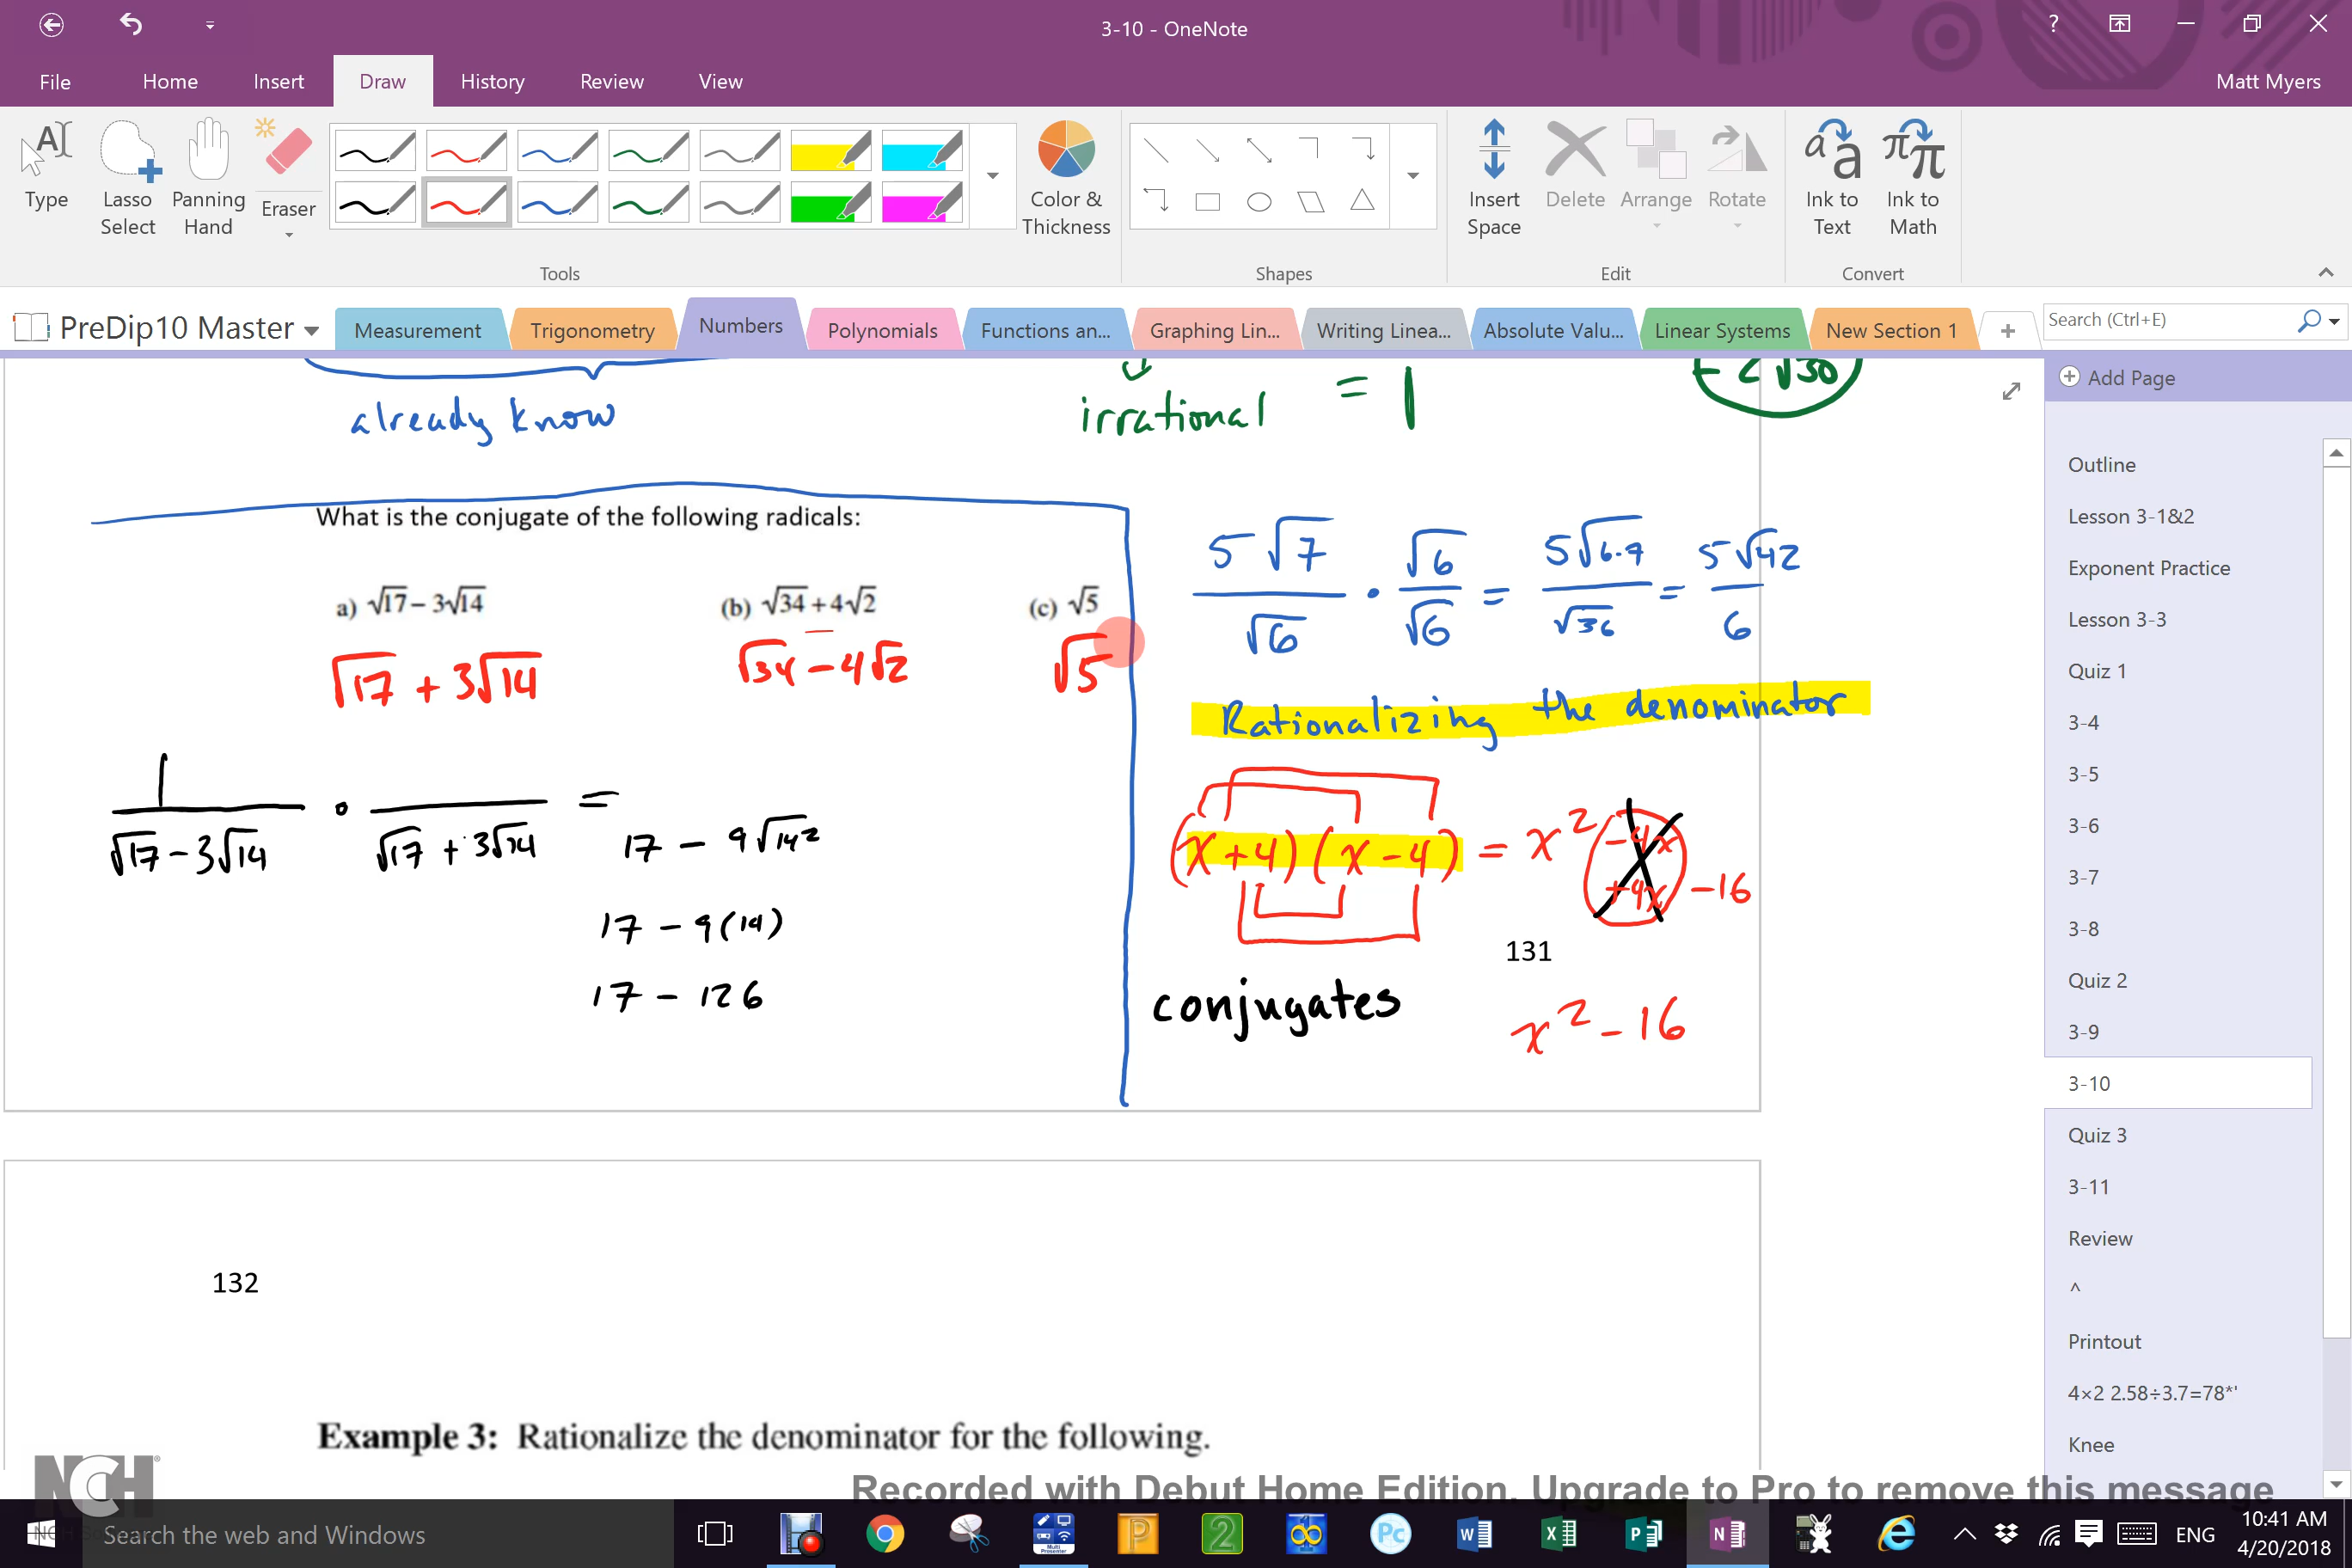 3-10 - OneNote
?
File Home Insert Draw History Review View Matt Myers
Type
Lasso Select
Panning Hand
Eraser
Color & Thickness
Insert Space
Delete
Arrange
Rotate
Ink to Text
Ink to Math
Tools Shapes Edit Convert
PreDip10 Master Measurement Trigonometry Numbers Polynomials Functions an... Graphing Lin... Writing Linea... Absolute Valu... Linear Systems New Section 1 + Search (Ctrl+E)
already know
irrational = 1
- 2√30
What is the conjugate of the following radicals:
a) √17 − 3√14 (b) √34 + 4√2 (c) √5
√17 + 3√14 √34 − 4√2 √5
1/(√17 − 3√14) • /(√17 + 3√14) = 17 − 9√14²
17 − 9(14)
17 − 126
5√7/√6 • √6/√6 = 5√6·7/√36 = 5√42/6
Rationalizing the denominator
(x+4)(x−4) = x² −4x +4x −16
131
conjugates x² − 16
132
Example 3: Rationalize the denominator for the following.
Add Page
Outline
Lesson 3-1&2
Exponent Practice
Lesson 3-3
Quiz 1
3-4
3-5
3-6
3-7
3-8
Quiz 2
3-9
3-10
Quiz 3
3-11
Review
^
Printout
4×2 2.58÷3.7=78*'
Knee
NCH
Recorded with Debut Home Edition. Upgrade to Pro to remove this message
Search the web and Windows
ENG
10:41 AM
4/20/2018